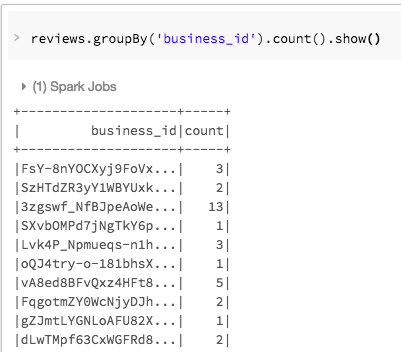 > reviews.groupBy('business_id').count().show()
▸ (1) Spark Jobs
+--------------------+-----+
|         business_id|count|
+--------------------+-----+
|FsY-8nYOCXyj9FoVx...|    3|
|SzHTdZR3yY1WBYUxk...|    2|
|3zgswf_NfBJpeAoWe...|   13|
|SXvbOMPd7jNgTkY6p...|    1|
|Lvk4P_Npmueqs-n1h...|    3|
|oQJ4try-o-181bhsX...|    1|
|vA8ed8BFvQxz4HFt8...|    5|
|FqgotmZY0WcNjyDJh...|    2|
|gZJmtLYGNLoAFU82X...|    1|
|dLwTMpf63CxWGFRd8...|    2|